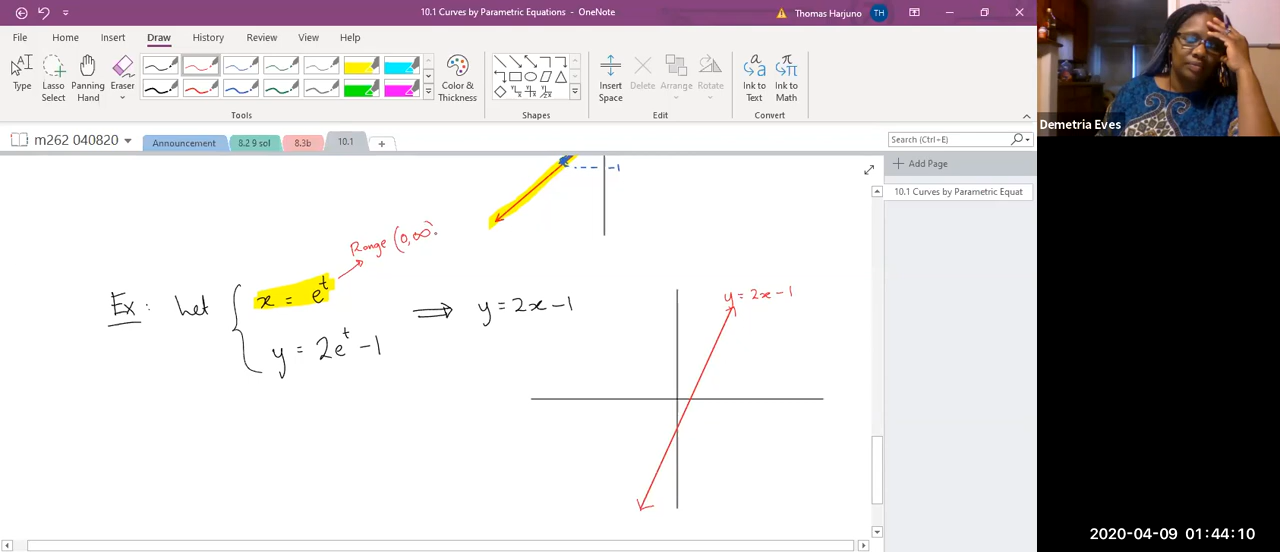 10.1 Curves by Parametric Equations - OneNote
Thomas Harjuno
TH
File Home Insert Draw History Review View Help
Type
Lasso Select
Panning Hand
Eraser
Color & Thickness
Insert Space
Delete
Arrange
Rotate
Ink to Text
Ink to Math
Tools
Shapes
Edit
Convert
m262 040820
Announcement
8.2 9 sol
8.3b
10.1
Search (Ctrl+E)
Add Page
10.1 Curves by Parametric Equat
Demetria Eves
-1
Range (0,∞)
Ex: Let { x = e^t
y = 2e^t - 1
⟹ y = 2x - 1
y = 2x - 1
2020-04-09 01:44:10